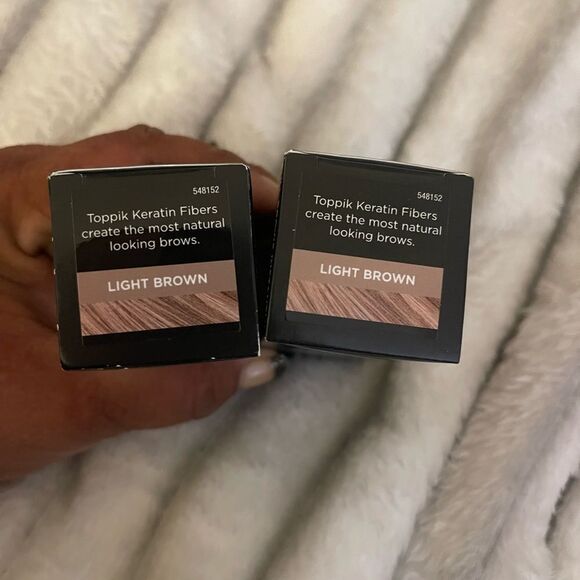 548152
Toppik Keratin Fibers
create the most natural
looking brows.
LIGHT BROWN
548152
Toppik Keratin Fibers
create the most natural
looking brows.
LIGHT BROWN